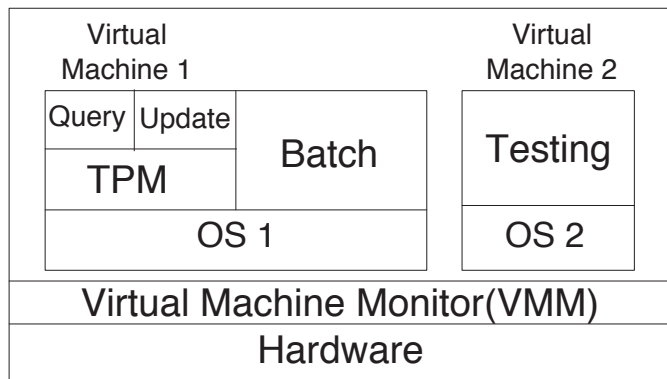 Virtual
Machine 1
Virtual
Machine 2
Query
Update
TPM
Batch
OS 1
Testing
OS 2
Virtual Machine Monitor(VMM)
Hardware